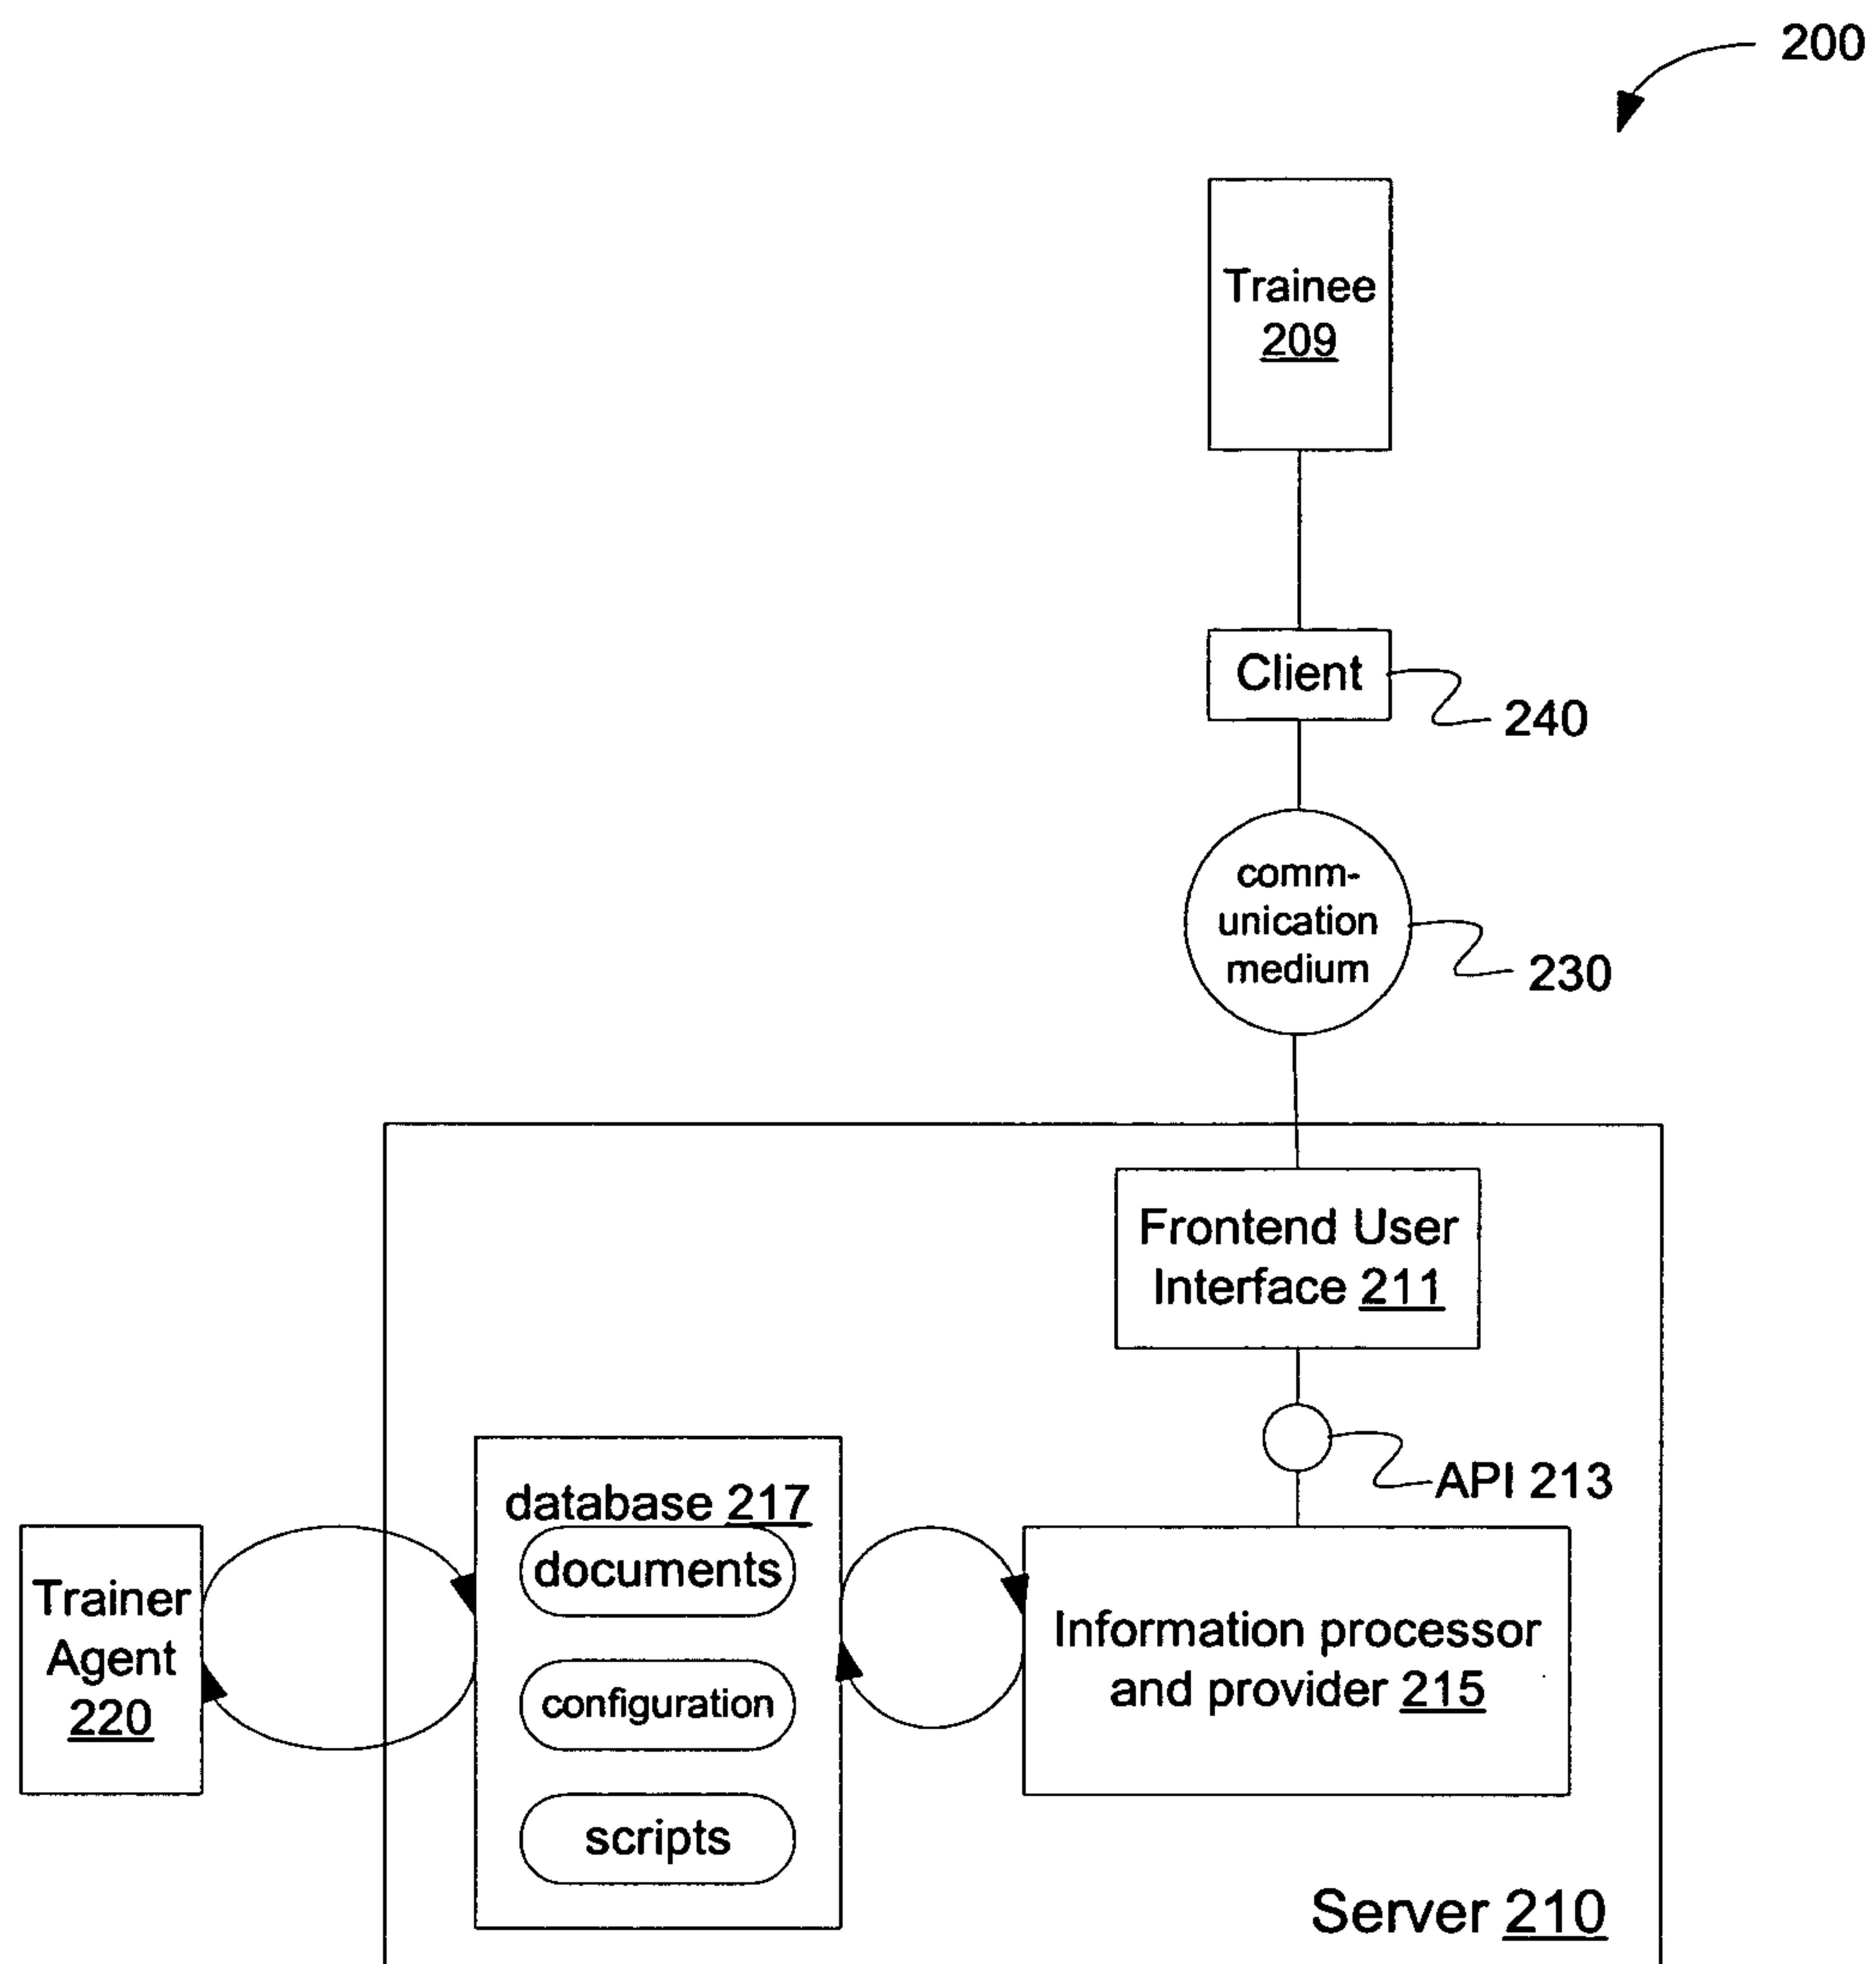 200
Trainee
209
Client
240
comm-
unication
medium
230
Frontend User
Interface 211
API 213
database 217
documents
configuration
scripts
Trainer
Agent
220
Information processor
and provider 215
Server 210